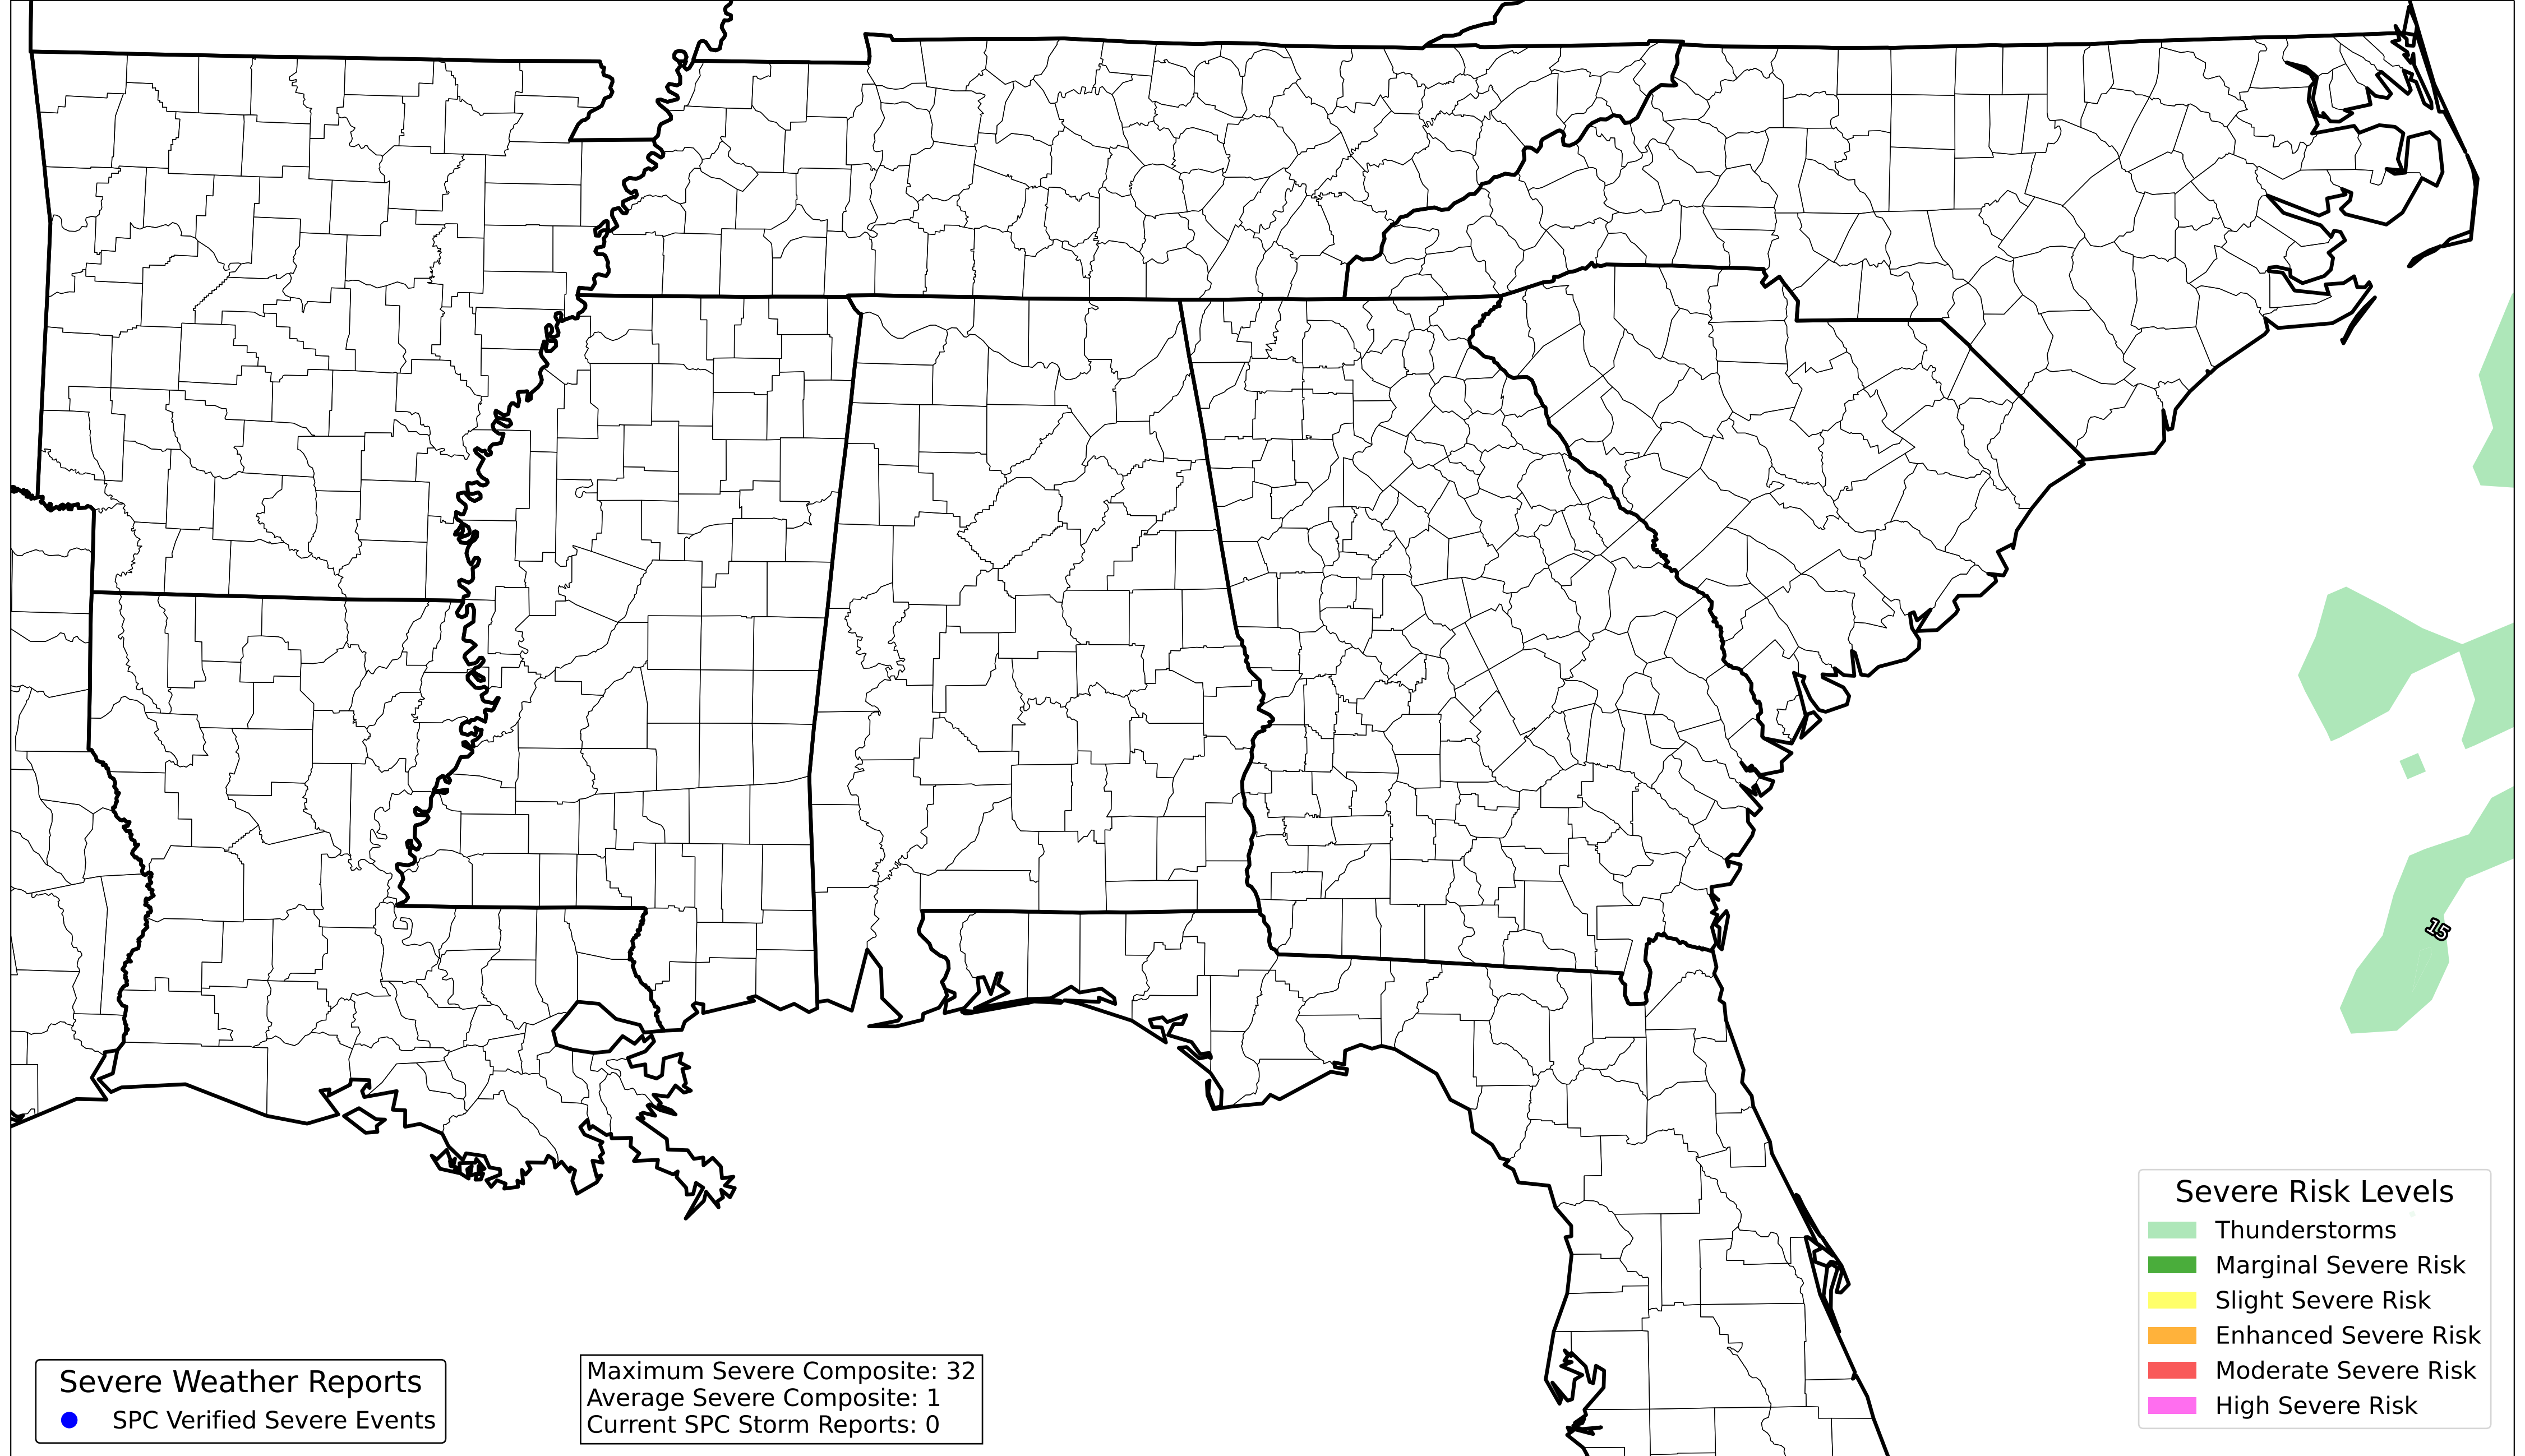 15
Severe Risk Levels
Thunderstorms
Marginal Severe Risk
Slight Severe Risk
Enhanced Severe Risk
Moderate Severe Risk
High Severe Risk
Severe Weather Reports
SPC Verified Severe Events
Maximum Severe Composite: 32
Average Severe Composite: 1
Current SPC Storm Reports: 0